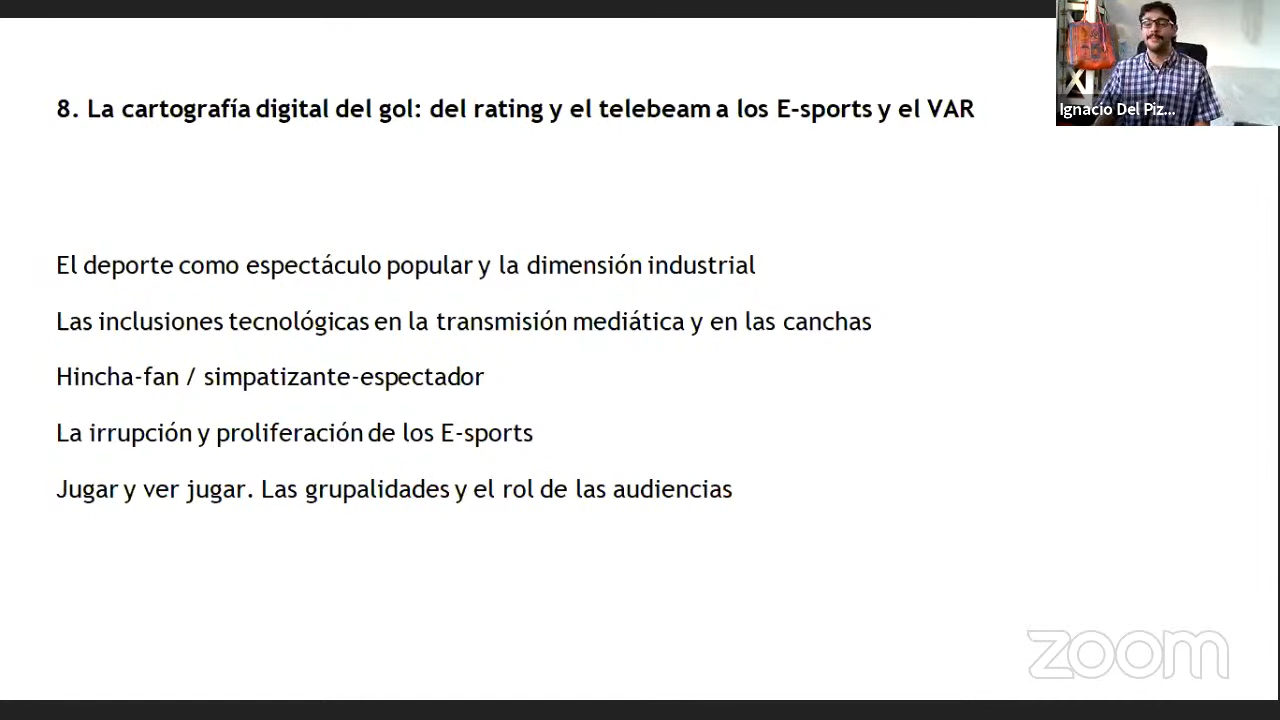 8. La cartografía digital del gol: del rating y el telebeam a los E-sports y el VAR
Ignacio Del Piz...
El deporte como espectáculo popular y la dimensión industrial
Las inclusiones tecnológicas en la transmisión mediática y en las canchas
Hincha-fan / simpatizante-espectador
La irrupción y proliferación de los E-sports
Jugar y ver jugar. Las grupalidades y el rol de las audiencias
zoom